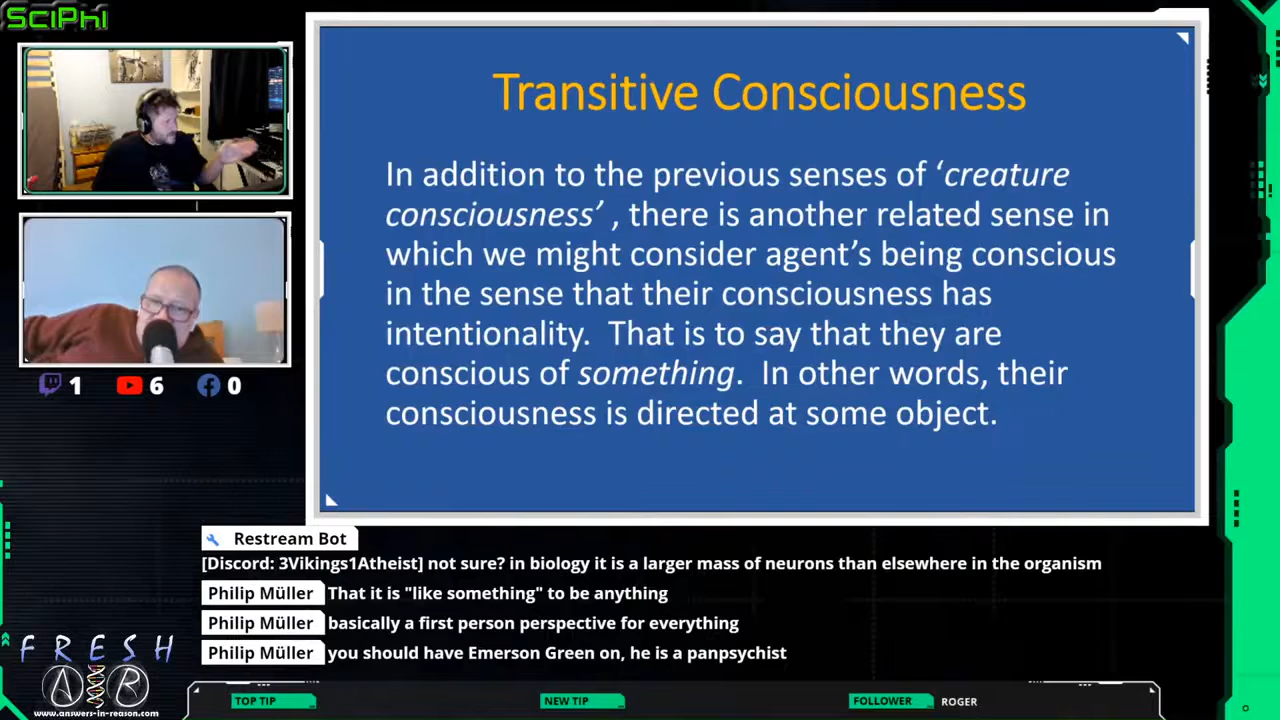 SCIPHI
Transitive Consciousness
In addition to the previous senses of ‘creature
consciousness’ , there is another related sense in
which we might consider agent’s being conscious
in the sense that their consciousness has
intentionality.  That is to say that they are
conscious of something.  In other words, their
consciousness is directed at some object.
1 6 0
Restream Bot
[Discord: 3Vikings1Atheist] not sure? in biology it is a larger mass of neurons than elsewhere in the organism
Philip Müller That it is "like something" to be anything
Philip Müller basically a first person perspective for everything
Philip Müller you should have Emerson Green on, he is a panpsychist
FRESH
AiR
www.answers-in-reason.com
TOP TIP NEW TIP FOLLOWER ROGER